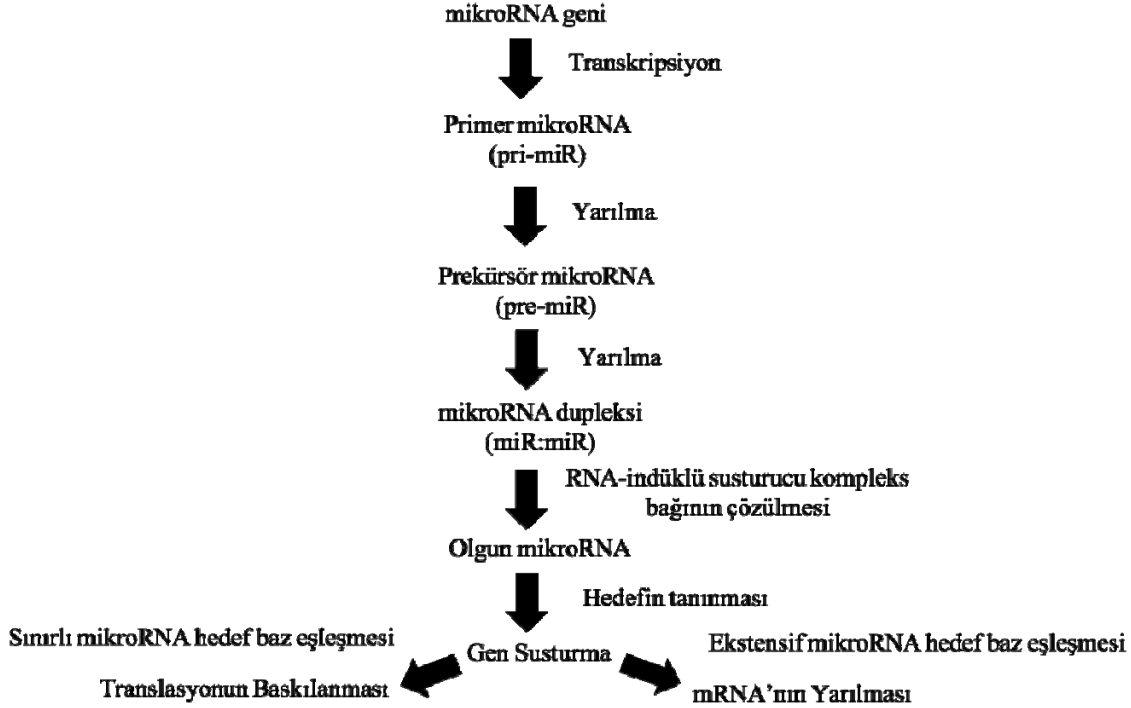 mikroRNA geni
Transkripsiyon
Primer mikroRNA
(pri-miR)
Yarılma
Prekürsör mikroRNA
(pre-miR)
Yarılma
mikroRNA dupleksi
(miR:miR)
RNA-indüklü susturucu kompleks
bağının çözülmesi
Olgun mikroRNA
Hedefin tanınması
Sınırlı mikroRNA hedef baz eşleşmesi
Gen Susturma
Ekstensif mikroRNA hedef baz eşleşmesi
Translasyonun Baskılanması
mRNA’nın Yarılması